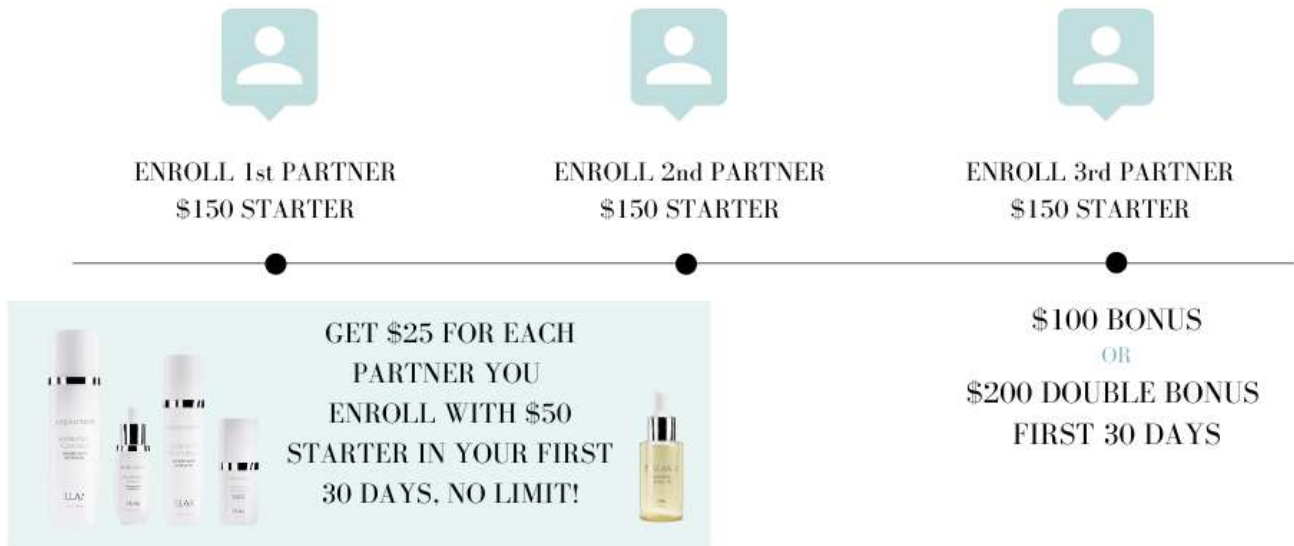 ENROLL 1st PARTNER
$150 STARTER
ENROLL 2nd PARTNER
$150 STARTER
ENROLL 3rd PARTNER
$150 STARTER
GET $25 FOR EACH
PARTNER YOU
ENROLL WITH $50
STARTER IN YOUR FIRST
30 DAYS, NO LIMIT!
$100 BONUS
OR
$200 DOUBLE BONUS
FIRST 30 DAYS